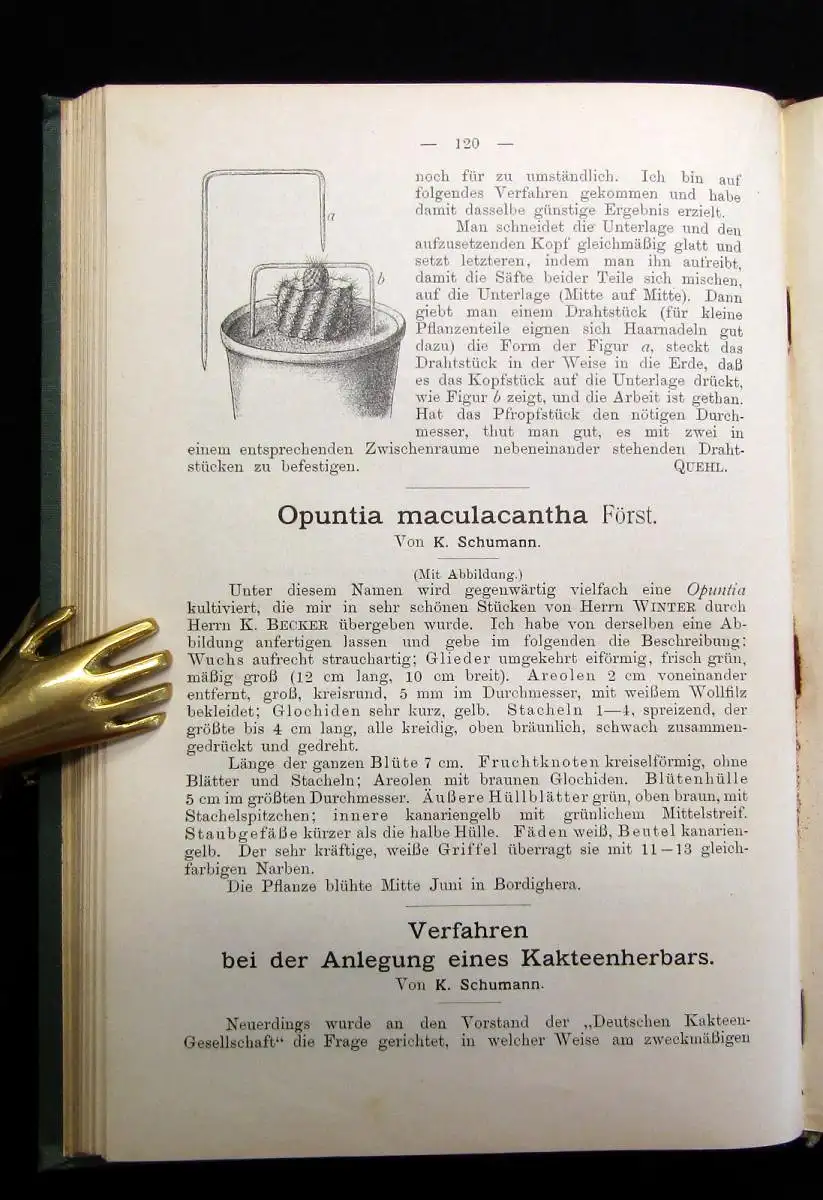 — 120 —
a
b
noch für zu umständlich. Ich bin auf
folgendes Verfahren gekommen und habe
damit dasselbe günstige Ergebnis erzielt.
Man schneidet die Unterlage und den
aufzusetzenden Kopf gleichmäßig glatt und
setzt letzteren, indem man ihn aufreibt,
damit die Säfte beider Teile sich mischen,
auf die Unterlage (Mitte auf Mitte). Dann
giebt man einem Drahtstück (für kleine
Pflanzenteile eignen sich Haarnadeln gut
dazu) die Form der Figur a, steckt das
Drahtstück in der Weise in die Erde, daß
es das Kopfstück auf die Unterlage drückt,
wie Figur b zeigt, und die Arbeit ist gethan.
Hat das Pfropfstück den nötigen Durch-
messer, thut man gut, es mit zwei in
einem entsprechenden Zwischenraume nebeneinander stehenden Draht-
stücken zu befestigen. QUEHL.
Opuntia maculacantha Först.
Von K. Schumann.
(Mit Abbildung.)
Unter diesem Namen wird gegenwärtig vielfach eine Opuntia
kultiviert, die mir in sehr schönen Stücken von Herrn WINTER durch
Herrn K. BECKER übergeben wurde. Ich habe von derselben eine Ab-
bildung anfertigen lassen und gebe im folgenden die Beschreibung:
Wuchs aufrecht strauchartig; Glieder umgekehrt eiförmig, frisch grün,
mäßig groß (12 cm lang, 10 cm breit). Areolen 2 cm voneinander
entfernt, groß, kreisrund, 5 mm im Durchmesser, mit weißem Wollfilz
bekleidet; Glochiden sehr kurz, gelb. Stacheln 1—4, spreizend, der
größte bis 4 cm lang, alle kreidig, oben bräunlich, schwach zusammen-
gedrückt und gedreht.
Länge der ganzen Blüte 7 cm. Fruchtknoten kreiselförmig, ohne
Blätter und Stacheln; Areolen mit braunen Glochiden. Blütenhülle
5 cm im größten Durchmesser. Äußere Hüllblätter grün, oben braun, mit
Stachelspitzchen; innere kanariengelb mit grünlichem Mittelstreif.
Staubgefäße kürzer als die halbe Hülle. Fäden weiß, Beutel kanarien-
gelb. Der sehr kräftige, weiße Griffel überragt sie mit 11—13 gleich-
farbigen Narben.
Die Pflanze blühte Mitte Juni in Bordighera.
Verfahren
bei der Anlegung eines Kakteenherbars.
Von K. Schumann.
Neuerdings wurde an den Vorstand der „Deutschen Kakteen-
Gesellschaft“ die Frage gerichtet, in welcher Weise am zweckmäßigen